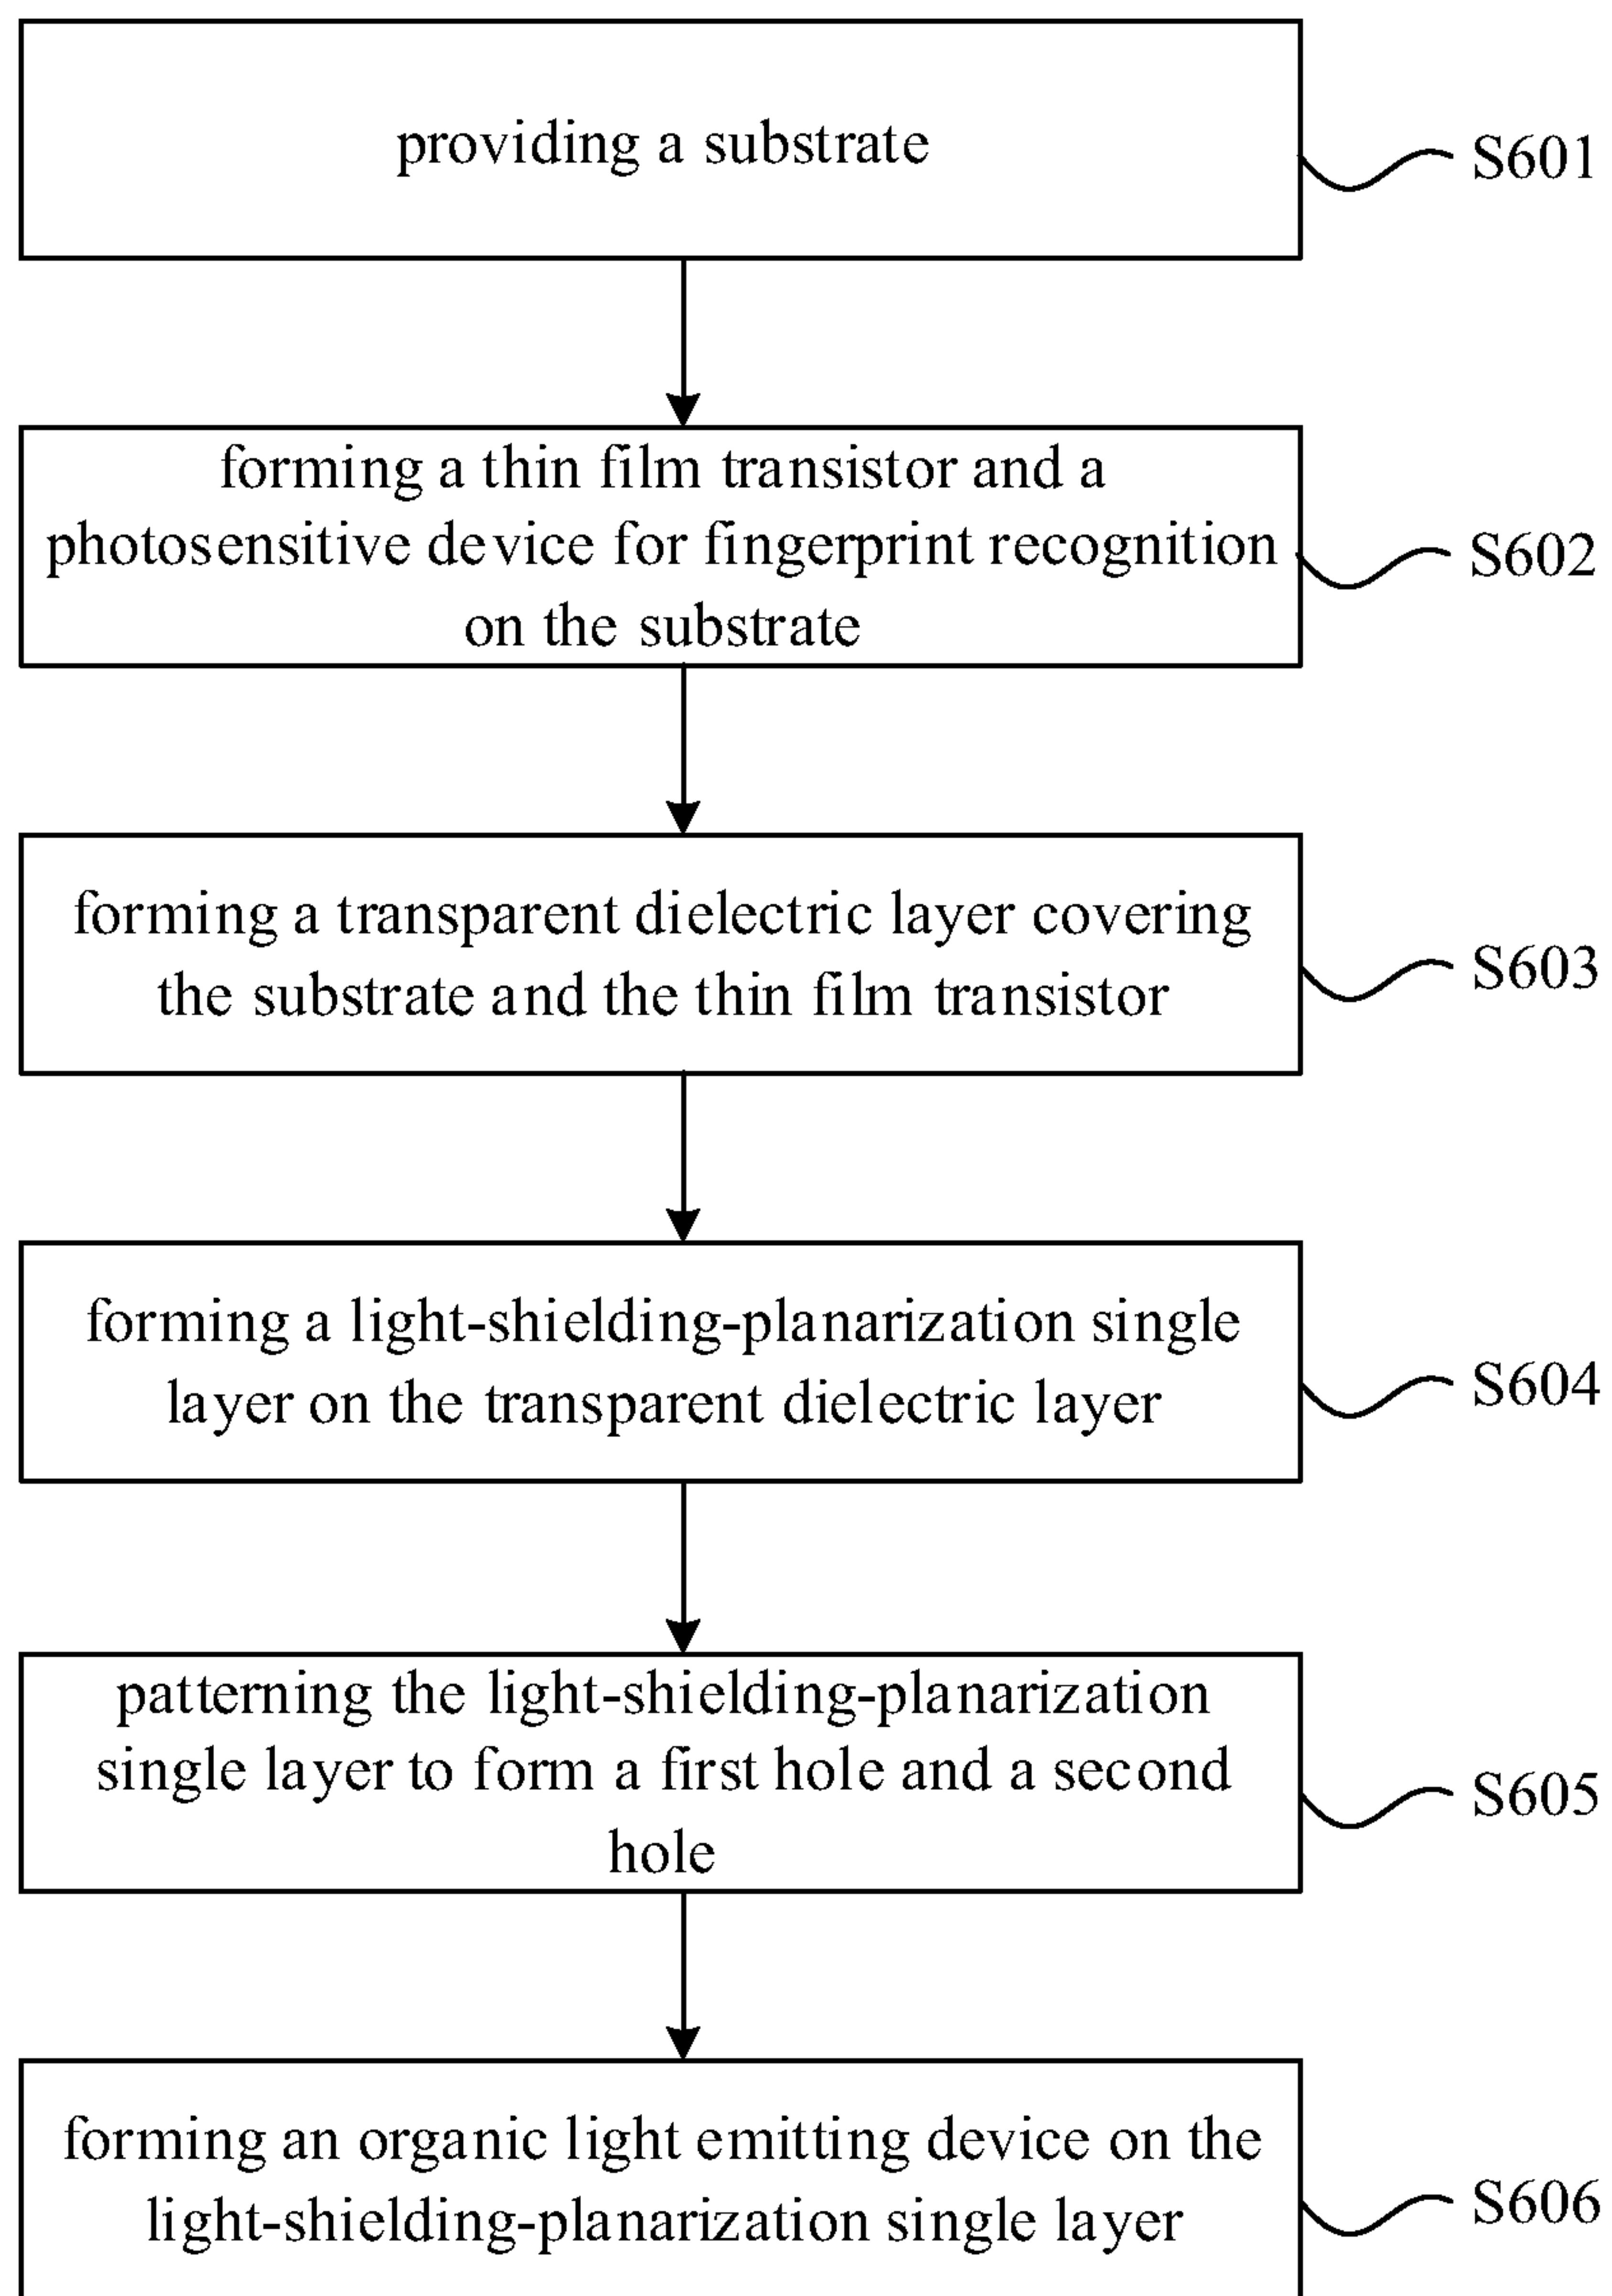 providing a substrate
S601
forming a thin film transistor and a
photosensitive device for fingerprint recognition
on the substrate
S602
forming a transparent dielectric layer covering
the substrate and the thin film transistor
S603
forming a light-shielding-planarization single
layer on the transparent dielectric layer
S604
patterning the light-shielding-planarization
single layer to form a first hole and a second
hole
S605
forming an organic light emitting device on the
light-shielding-planarization single layer
S606